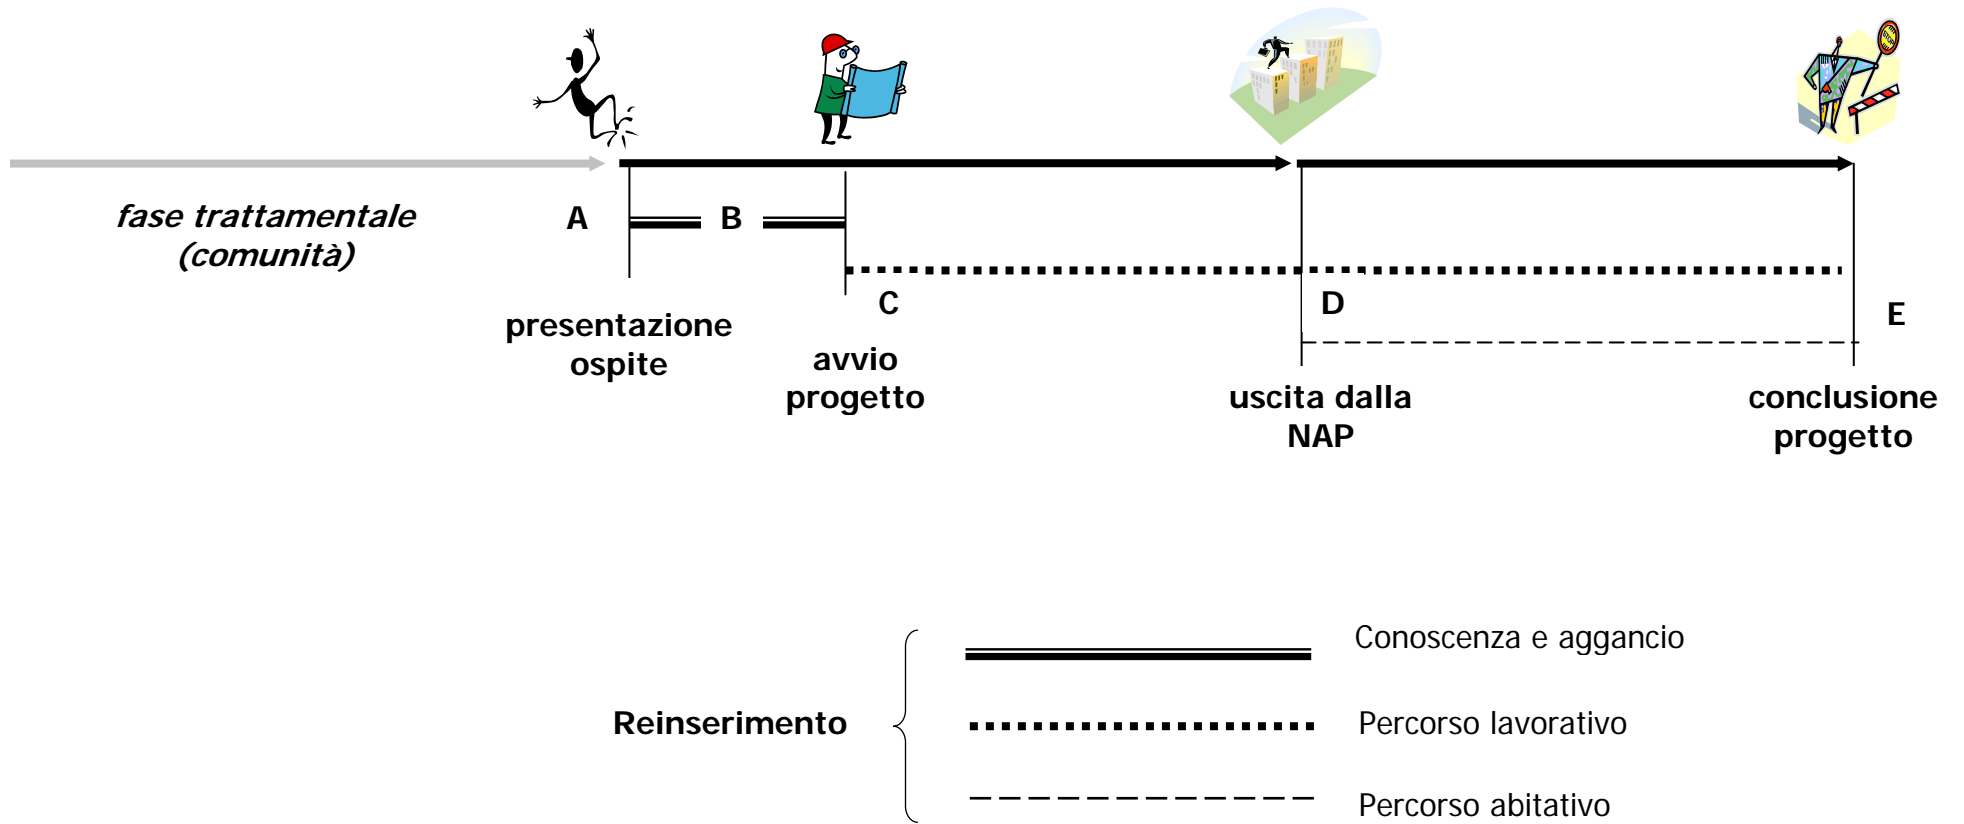 STOP
fase trattamentale
(comunità)
A
B
C
D
E
presentazione
ospite
avvio
progetto
uscita dalla
NAP
conclusione
progetto
Reinserimento
Conoscenza e aggancio
Percorso lavorativo
Percorso abitativo